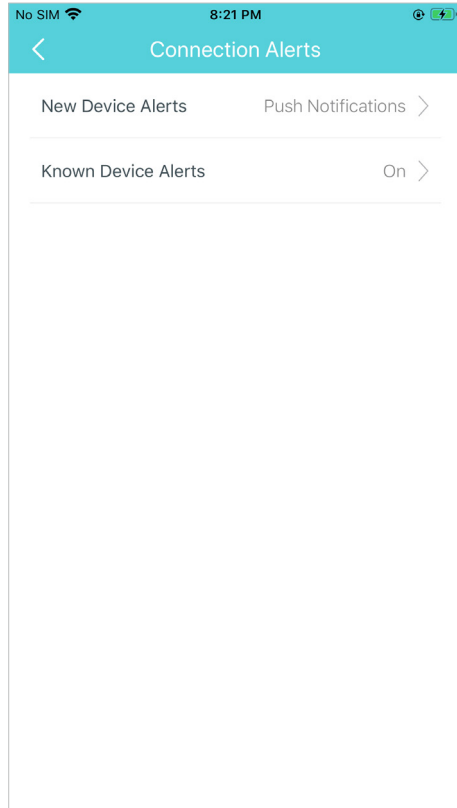 No SIM 8:21 PM
Connection Alerts
New Device Alerts Push Notifications
Known Device Alerts On